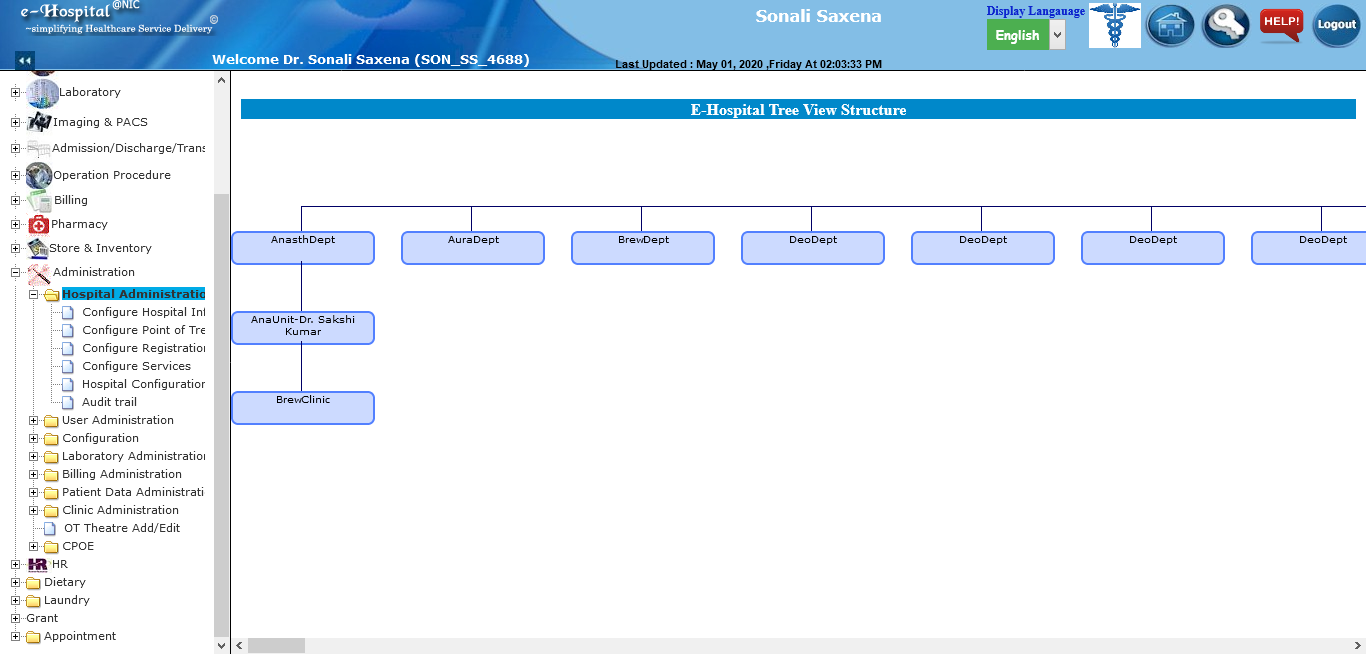 e-Hospital @NIC
©
~simplifying Healthcare Service Delivery
Sonali Saxena
Display Langauage
English
HELP!
Logout
Welcome Dr. Sonali Saxena (SON_SS_4688)
Last Updated : May 01, 2020 ,Friday At 02:03:33 PM
Laboratory
Imaging & PACS
Admission/Discharge/Trans
Operation Procedure
Billing
Pharmacy
Store & Inventory
Administration
Hospital Administratio
Configure Hospital Inf
Configure Point of Tre
Configure Registration
Configure Services
Hospital Configuration
Audit trail
User Administration
Configuration
Laboratory Administration
Billing Administration
Patient Data Administrati
Clinic Administration
OT Theatre Add/Edit
CPOE
HR HR
Dietary
Laundry
Grant
Appointment
E-Hospital Tree View Structure
AnasthDept
AuraDept
BrewDept
DeoDept
DeoDept
DeoDept
DeoDept
AnaUnit-Dr. Sakshi
Kumar
BrewClinic